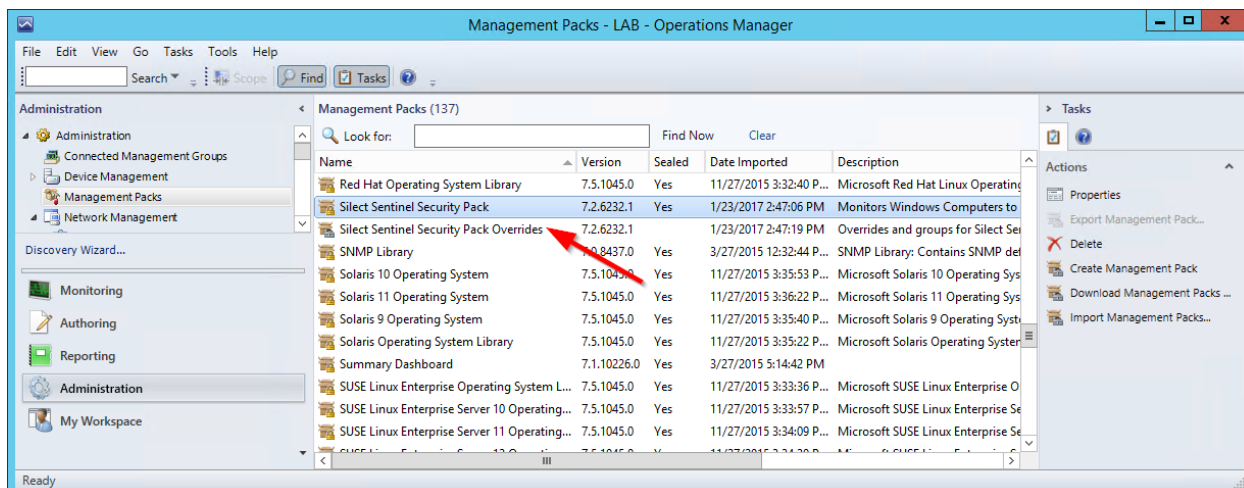 Management Packs - LAB - Operations Manager
File Edit View Go Tasks Tools Help
Search Scope Find Tasks
Administration
Administration
Connected Management Groups
Device Management
Management Packs
Network Management
Discovery Wizard...
Monitoring
Authoring
Reporting
Administration
My Workspace
Management Packs (137)
Look for: Find Now Clear
Name Version Sealed Date Imported Description
Red Hat Operating System Library 7.5.1045.0 Yes 11/27/2015 3:32:40 P... Microsoft Red Hat Linux Operating
Silect Sentinel Security Pack 7.2.6232.1 Yes 1/23/2017 2:47:06 PM Monitors Windows Computers to
Silect Sentinel Security Pack Overrides 7.2.6232.1 1/23/2017 2:47:19 PM Overrides and groups for Silect Sen
SNMP Library Yes 3/27/2015 12:32:44 P... SNMP Library: Contains SNMP def
Solaris 10 Operating System 7.5.1045.0 Yes 11/27/2015 3:35:53 P... Microsoft Solaris 10 Operating Sys
Solaris 11 Operating System 7.5.1045.0 Yes 11/27/2015 3:36:22 P... Microsoft Solaris 11 Operating Sys
Solaris 9 Operating System 7.5.1045.0 Yes 11/27/2015 3:35:40 P... Microsoft Solaris 9 Operating Syst
Solaris Operating System Library 7.5.1045.0 Yes 11/27/2015 3:35:22 P... Microsoft Solaris Operating System
Summary Dashboard 7.1.10226.0 Yes 3/27/2015 5:14:42 PM
SUSE Linux Enterprise Operating System L... 7.5.1045.0 Yes 11/27/2015 3:33:36 P... Microsoft SUSE Linux Enterprise O
SUSE Linux Enterprise Server 10 Operating... 7.5.1045.0 Yes 11/27/2015 3:33:57 P... Microsoft SUSE Linux Enterprise Se
SUSE Linux Enterprise Server 11 Operating... 7.5.1045.0 Yes 11/27/2015 3:34:09 P... Microsoft SUSE Linux Enterprise Se
Tasks
Actions
Properties
Export Management Pack...
Delete
Create Management Pack
Download Management Packs ...
Import Management Packs...
Ready